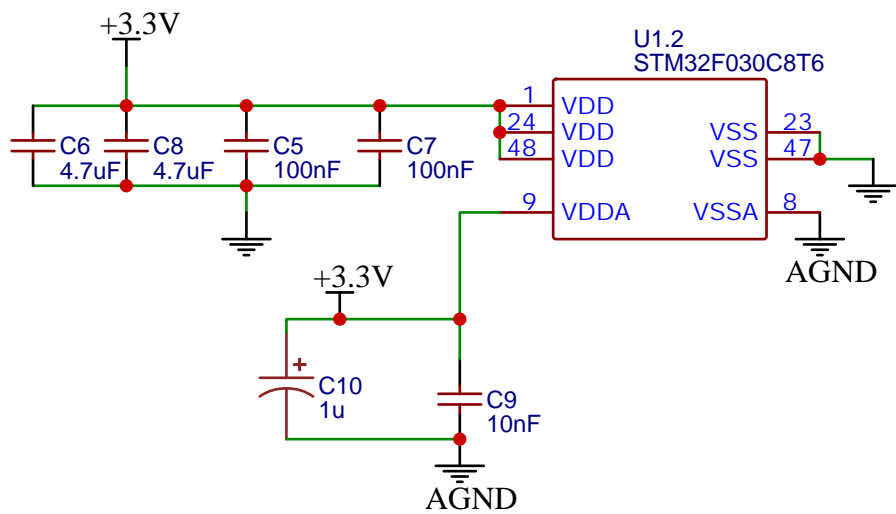 +3.3V
U1.2
STM32F030C8T6
C6
4.7uF
C8
4.7uF
C5
100nF
C7
100nF
1
VDD
24
VDD
48
VDD
9
VDDA
VSS
23
VSS
47
VSSA
8
AGND
+3.3V
+
C10
1u
C9
10nF
AGND